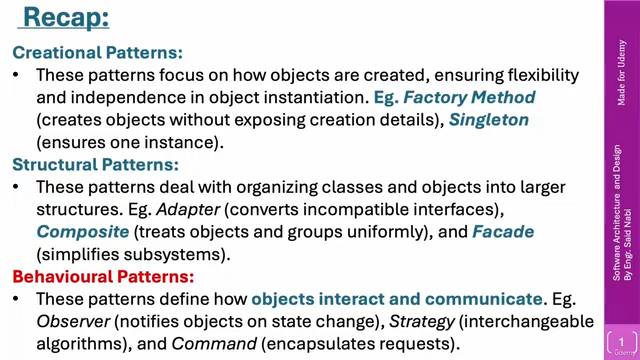 Recap:
Creational Patterns:
• These patterns focus on how objects are created, ensuring flexibility
and independence in object instantiation. Eg. Factory Method
(creates objects without exposing creation details), Singleton
(ensures one instance).
Structural Patterns:
• These patterns deal with organizing classes and objects into larger
structures. Eg. Adapter (converts incompatible interfaces),
Composite (treats objects and groups uniformly), and Facade
(simplifies subsystems).
Behavioural Patterns:
• These patterns define how objects interact and communicate. Eg.
Observer (notifies objects on state change), Strategy (interchangeable
algorithms), and Command (encapsulates requests).
Made for Udemy
Software Architecture and Design
By Engr. Said Nabi
1
Udemy